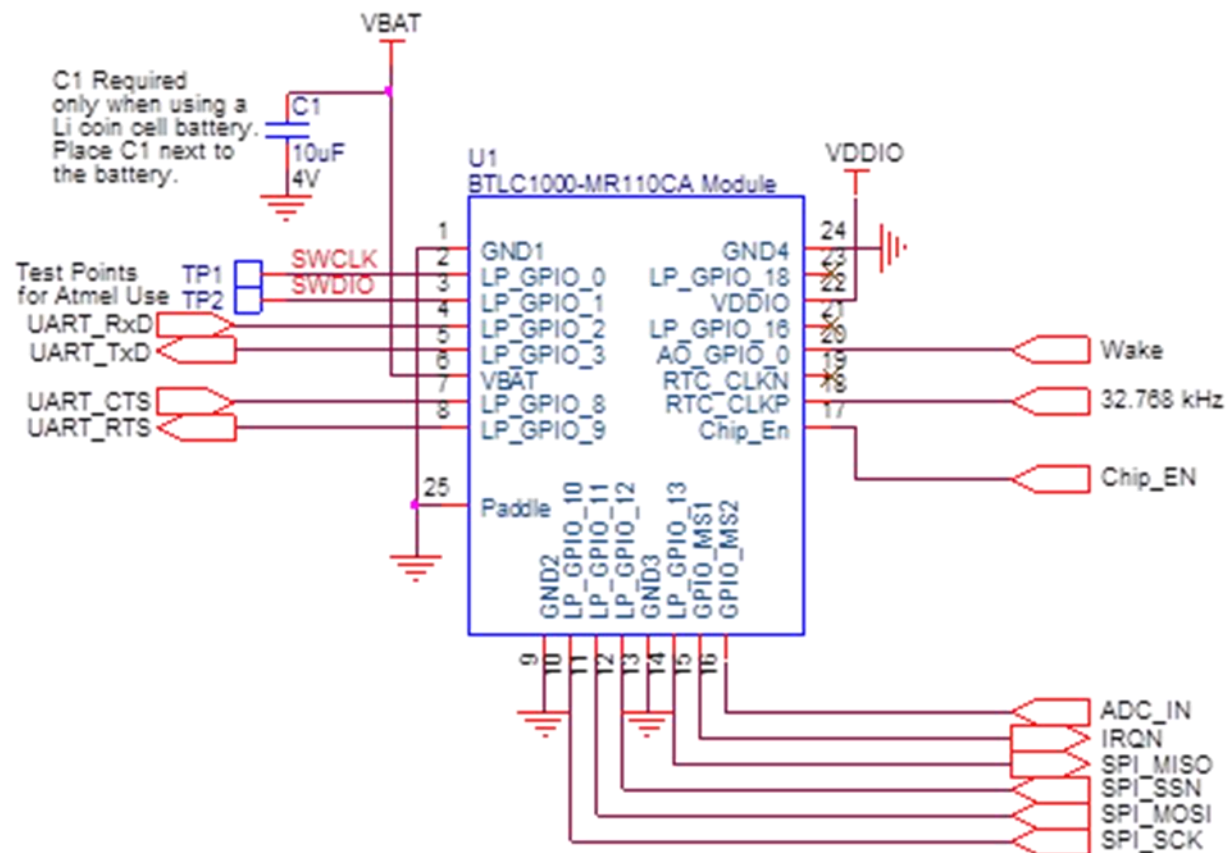 VBAT
C1 Required
only when using a
Li coin cell battery.
Place C1 next to
the battery.
C1
10uF
4V
U1
BTLC1000-MR110CA Module
VDDIO
Test Points
for Atmel Use
TP1
TP2
SWCLK
SWDIO
UART_RxD
UART_TxD
UART_CTS
UART_RTS
1
2
3
4
5
6
7
8
25
GND1
LP_GPIO_0
LP_GPIO_1
LP_GPIO_2
LP_GPIO_3
VBAT
LP_GPIO_8
LP_GPIO_9
Paddle
GND4
LP_GPIO_18
VDDIO
LP_GPIO_16
AO_GPIO_0
RTC_CLKN
RTC_CLKP
Chip_En
24
23
22
21
20
19
18
17
Wake
32.768 kHz
Chip_EN
GND2
LP_GPIO_10
LP_GPIO_11
LP_GPIO_12
GND3
LP_GPIO_13
GPIO_MS1
GPIO_MS2
9
10
11
12
13
14
15
16
ADC_IN
IRQN
SPI_MISO
SPI_SSN
SPI_MOSI
SPI_SCK